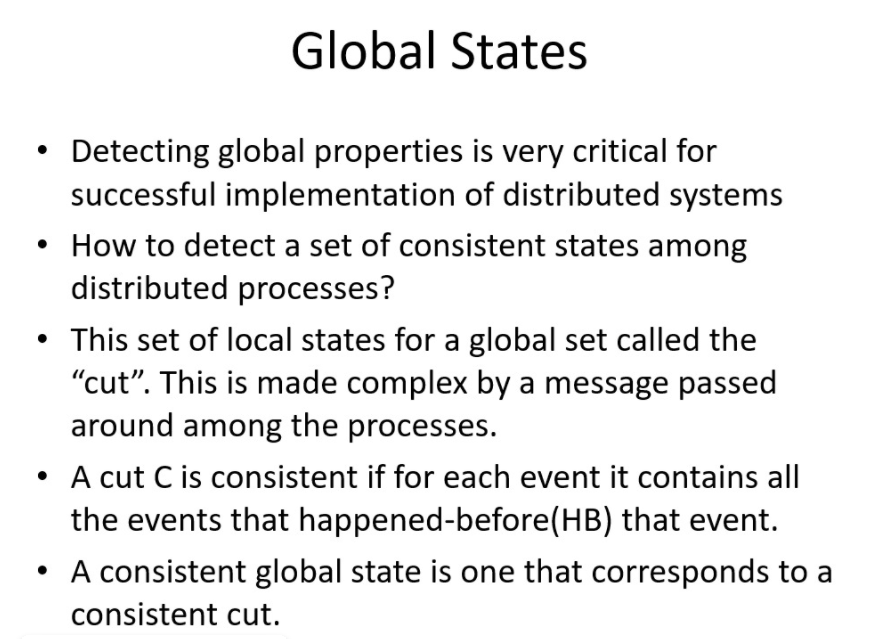 Global States
• Detecting global properties is very critical for
successful implementation of distributed systems
• How to detect a set of consistent states among
distributed processes?
• This set of local states for a global set called the
“cut”. This is made complex by a message passed
around among the processes.
• A cut C is consistent if for each event it contains all
the events that happened-before(HB) that event.
• A consistent global state is one that corresponds to a
consistent cut.